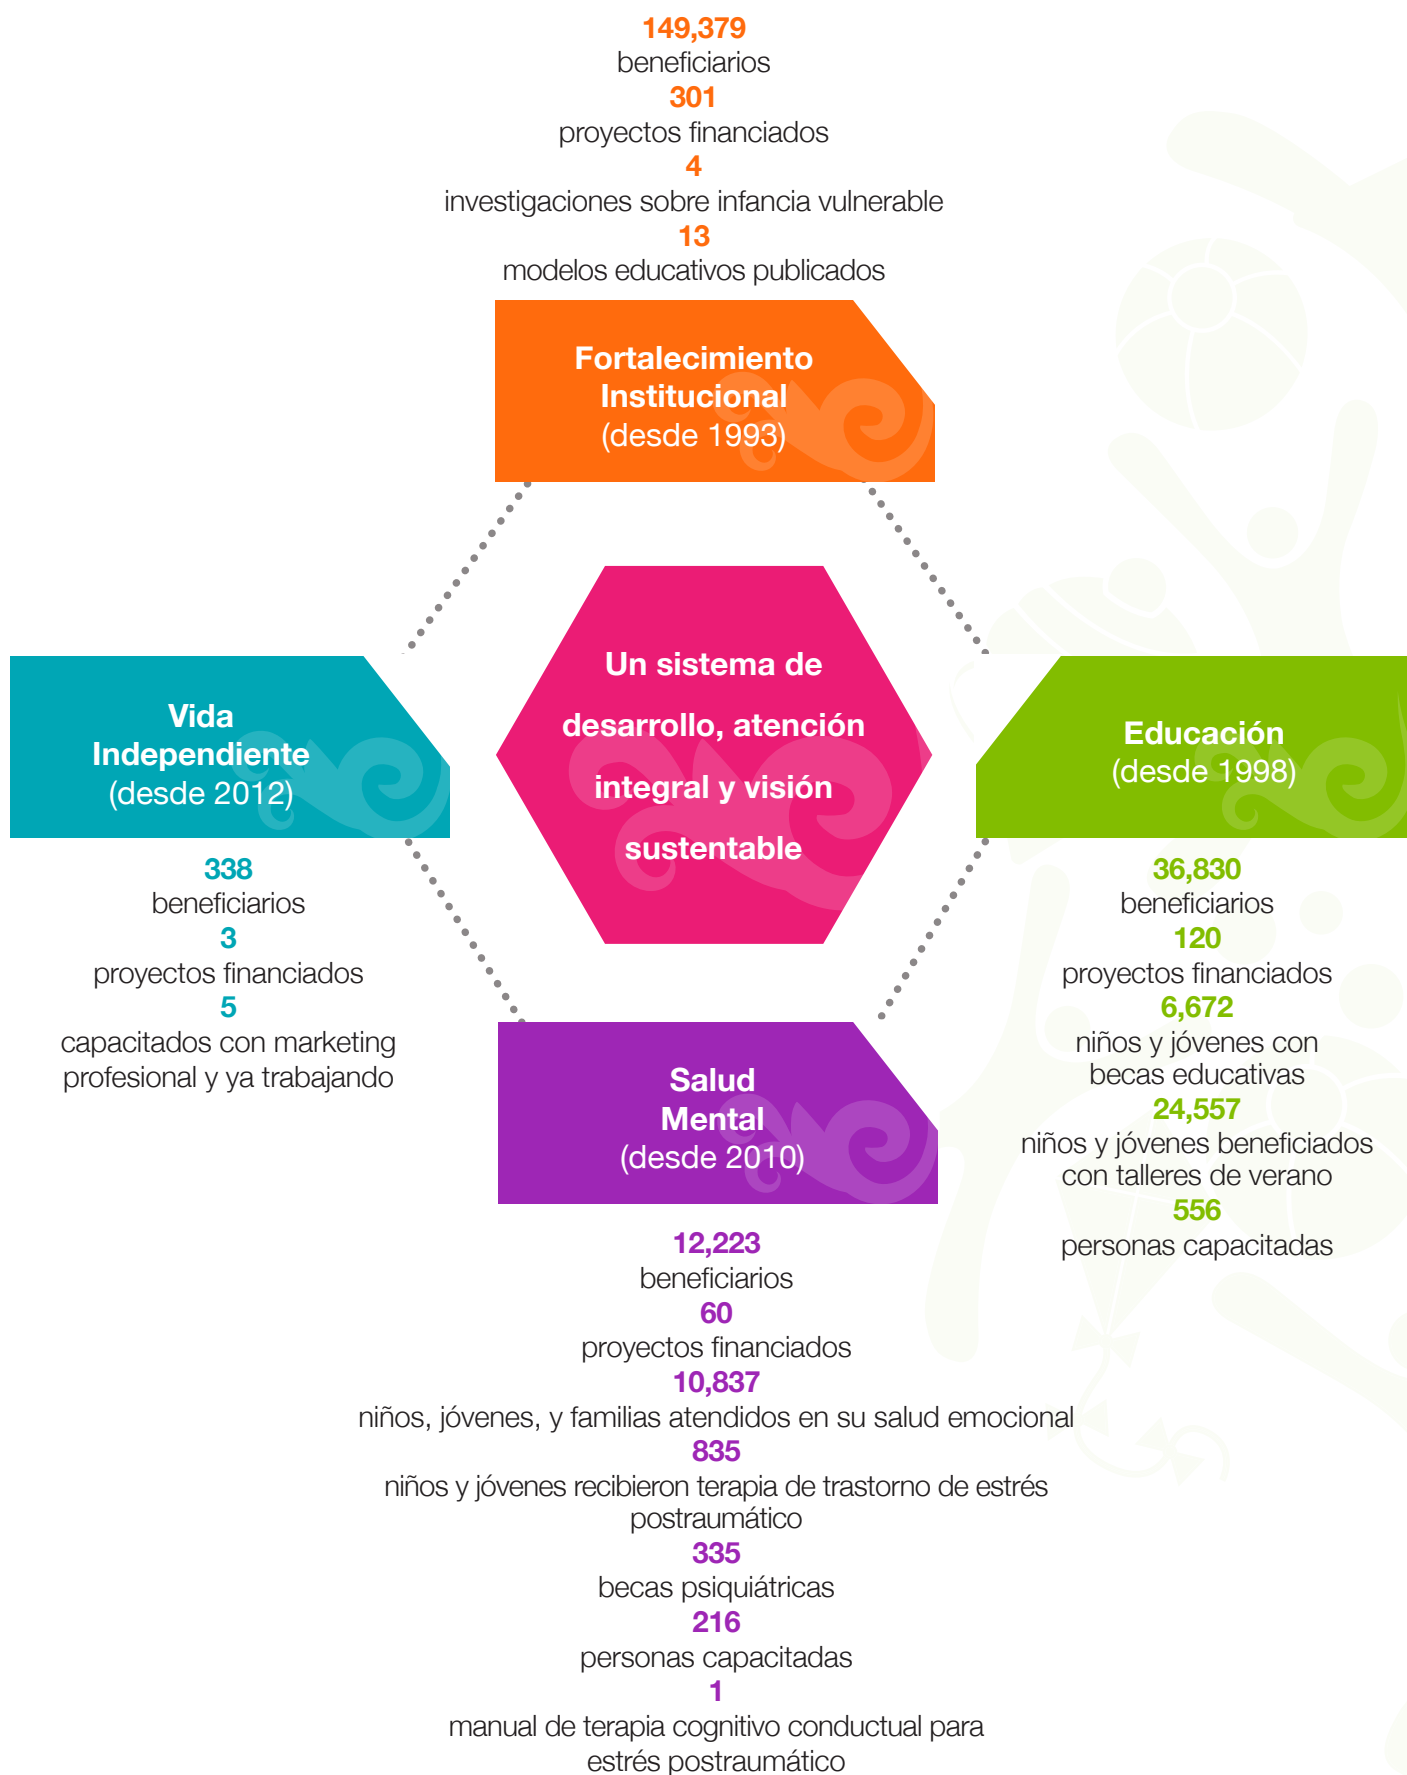 149,379
beneficiarios
301
proyectos financiados
4
investigaciones sobre infancia vulnerable
13
modelos educativos publicados
Fortalecimiento
Institucional
(desde 1993)
Un sistema de
desarrollo, atención
integral y visión
sustentable
Vida
Independiente
(desde 2012)
338
beneficiarios
3
proyectos financiados
5
capacitados con marketing
profesional y ya trabajando
Educación
(desde 1998)
36,830
beneficiarios
120
proyectos financiados
6,672
niños y jóvenes con
becas educativas
24,557
niños y jóvenes beneficiados
con talleres de verano
556
personas capacitadas
Salud
Mental
(desde 2010)
12,223
beneficiarios
60
proyectos financiados
10,837
niños, jóvenes, y familias atendidos en su salud emocional
835
niños y jóvenes recibieron terapia de trastorno de estrés
postraumático
335
becas psiquiátricas
216
personas capacitadas
1
manual de terapia cognitivo conductual para
estrés postraumático